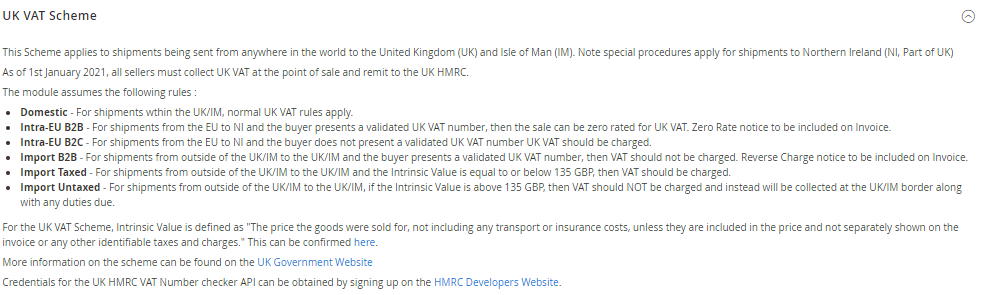 UK VAT Scheme
This Scheme applies to shipments being sent from anywhere in the world to the United Kingdom (UK) and Isle of Man (IM). Note special procedures apply for shipments to Northern Ireland (NI, Part of UK)
As of 1st January 2021, all sellers must collect UK VAT at the point of sale and remit to the UK HMRC.
The module assumes the following rules :
• Domestic - For shipments wthin the UK/IM, normal UK VAT rules apply.
• Intra-EU B2B - For shipments from the EU to NI and the buyer presents a validated UK VAT number, then the sale can be zero rated for UK VAT. Zero Rate notice to be included on Invoice.
• Intra-EU B2C - For shipments from the EU to NI and the buyer does not present a validated UK VAT number UK VAT should be charged.
• Import B2B - For shipments from outside of the UK/IM to the UK/IM and the buyer presents a validated UK VAT number, then VAT should not be charged. Reverse Charge notice to be included on Invoice.
• Import Taxed - For shipments from outside of the UK/IM to the UK/IM and the Intrinsic Value is equal to or below 135 GBP, then VAT should be charged.
• Import Untaxed - For shipments from outside of the UK/IM to the UK/IM, if the Intrinsic Value is above 135 GBP, then VAT should NOT be charged and instead will be collected at the UK/IM border along
with any duties due.
For the UK VAT Scheme, Intrinsic Value is defined as "The price the goods were sold for, not including any transport or insurance costs, unless they are included in the price and not separately shown on the
invoice or any other identifiable taxes and charges." This can be confirmed here.
More information on the scheme can be found on the UK Government Website
Credentials for the UK HMRC VAT Number checker API can be obtained by signing up on the HMRC Developers Website.